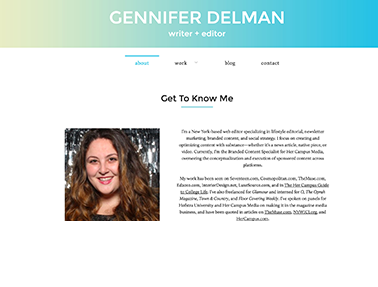 GENNIFER DELMAN
writer + editor
about work blog contact
Get To Know Me
I'm a New York-based web editor specializing in lifestyle editorial, newsletter
marketing, branded content, and social strategy. I focus on creating and
optimizing content with substance—whether it's a news article, native piece, or
video. Currently, I'm the Branded Content Specialist for Her Campus Media,
overseeing the conceptualization and execution of sponsored content across
platforms.
My work has been seen on Seventeen.com, Cosmopolitan.com, TheMuse.com,
Edizen.com, InteriorDesign.net, LuxeSource.com, and in The Her Campus Guide
to College Life. I've also freelanced for Glamour and interned for O, The Oprah
Magazine, Town & Country, and Floor Covering Weekly. I've spoken on panels for
Hofstra University and Her Campus Media on making it in the magazine media
business, and have been quoted in articles on TheMuse.com, NYWICI.org, and
HerCampus.com.